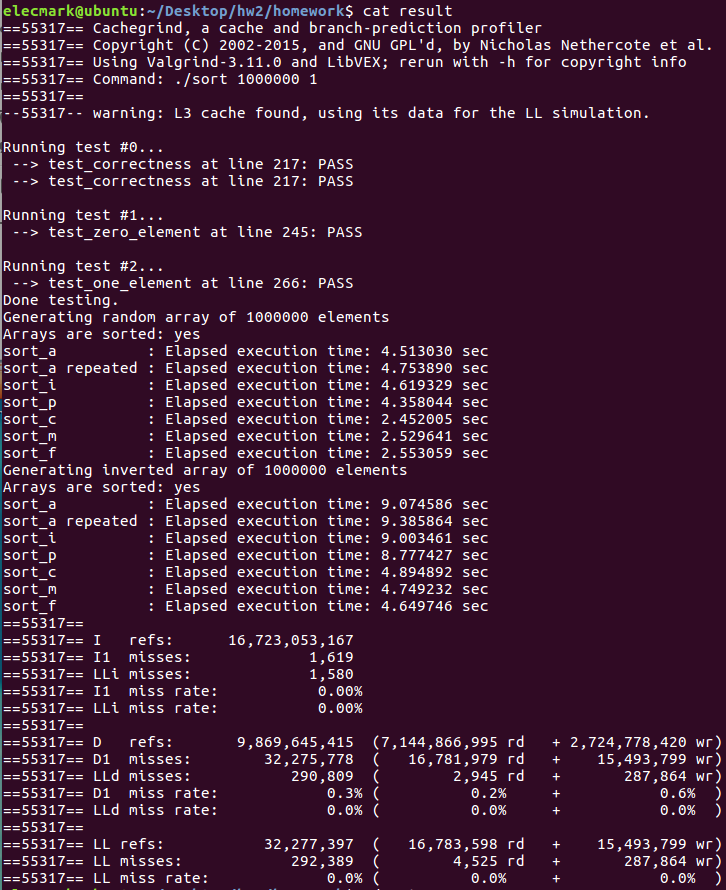 elecmark@ubuntu:~/Desktop/hw2/homework$ cat result
==55317== Cachegrind, a cache and branch-prediction profiler
==55317== Copyright (C) 2002-2015, and GNU GPL'd, by Nicholas Nethercote et al.
==55317== Using Valgrind-3.11.0 and LibVEX; rerun with -h for copyright info
==55317== Command: ./sort 1000000 1
==55317==
--55317-- warning: L3 cache found, using its data for the LL simulation.
Running test #0...
 --> test_correctness at line 217: PASS
 --> test_correctness at line 217: PASS
Running test #1...
 --> test_zero_element at line 245: PASS
Running test #2...
 --> test_one_element at line 266: PASS
Done testing.
Generating random array of 1000000 elements
Arrays are sorted: yes
sort_a          : Elapsed execution time: 4.513030 sec
sort_a repeated : Elapsed execution time: 4.753890 sec
sort_i          : Elapsed execution time: 4.619329 sec
sort_p          : Elapsed execution time: 4.358044 sec
sort_c          : Elapsed execution time: 2.452005 sec
sort_m          : Elapsed execution time: 2.529641 sec
sort_f          : Elapsed execution time: 2.553059 sec
Generating inverted array of 1000000 elements
Arrays are sorted: yes
sort_a          : Elapsed execution time: 9.074586 sec
sort_a repeated : Elapsed execution time: 9.385864 sec
sort_i          : Elapsed execution time: 9.003461 sec
sort_p          : Elapsed execution time: 8.777427 sec
sort_c          : Elapsed execution time: 4.894892 sec
sort_m          : Elapsed execution time: 4.749232 sec
sort_f          : Elapsed execution time: 4.649746 sec
==55317==
==55317== I   refs:      16,723,053,167
==55317== I1  misses:             1,619
==55317== LLi misses:             1,580
==55317== I1  miss rate:          0.00%
==55317== LLi miss rate:          0.00%
==55317==
==55317== D   refs:       9,869,645,415  (7,144,866,995 rd   + 2,724,778,420 wr)
==55317== D1  misses:        32,275,778  (   16,781,979 rd   +    15,493,799 wr)
==55317== LLd misses:           290,809  (        2,945 rd   +       287,864 wr)
==55317== D1  miss rate:            0.3% (          0.2%     +           0.6%  )
==55317== LLd miss rate:            0.0% (          0.0%     +           0.0%  )
==55317==
==55317== LL refs:           32,277,397  (   16,783,598 rd   +    15,493,799 wr)
==55317== LL misses:            292,389  (        4,525 rd   +       287,864 wr)
==55317== LL miss rate:             0.0% (          0.0%     +           0.0%  )